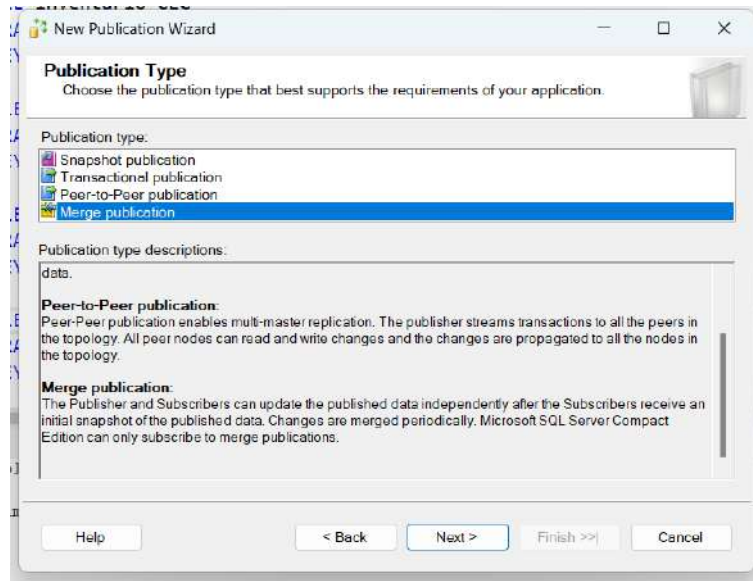 New Publication Wizard
Publication Type
Choose the publication type that best supports the requirements of your application.
Publication type:
Snapshot publication
Transactional publication
Peer-to-Peer publication
Merge publication
Publication type descriptions:
data.
Peer-to-Peer publication:
Peer-Peer publication enables multi-master replication. The publisher streams transactions to all the peers in
the topology. All peer nodes can read and write changes and the changes are propagated to all the nodes in
the topology.
Merge publication:
The Publisher and Subscribers can update the published data independently after the Subscribers receive an
initial snapshot of the published data. Changes are merged periodically. Microsoft SQL Server Compact
Edition can only subscribe to merge publications.
Help
< Back
Next >
Finish >>|
Cancel